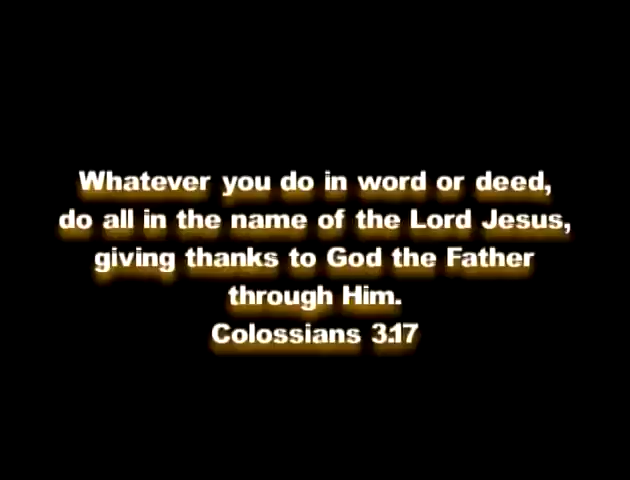 Whatever you do in word or deed,
do all in the name of the Lord Jesus,
giving thanks to God the Father
through Him.
Colossians 3:17